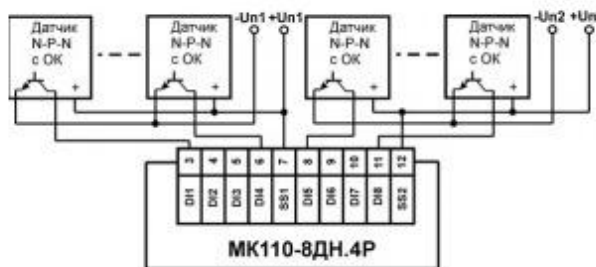 Датчик N-P-N с ОК
Датчик N-P-N с ОК
-Un1 +Un1
Датчик N-P-N с ОК
Датчик N-P-N с ОК
-Un2 +Un
+ + + +
3 4 5 6 7 8 9 10 11 12
DI1 DI2 DI3 DI4 SS1 DI5 DI6 DI7 DI8 SS2
МК110-8ДН.4Р